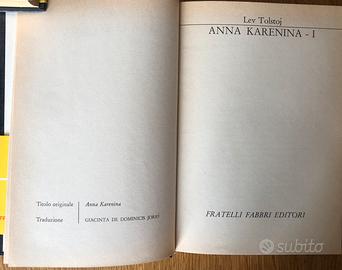 Titolo originale Anna Karenina
Traduzione GIACINTA DE DOMINICIS JORIO
Lev Tolstoj
ANNA KARENINA - I
FRATELLI FABBRI EDITORI
subito